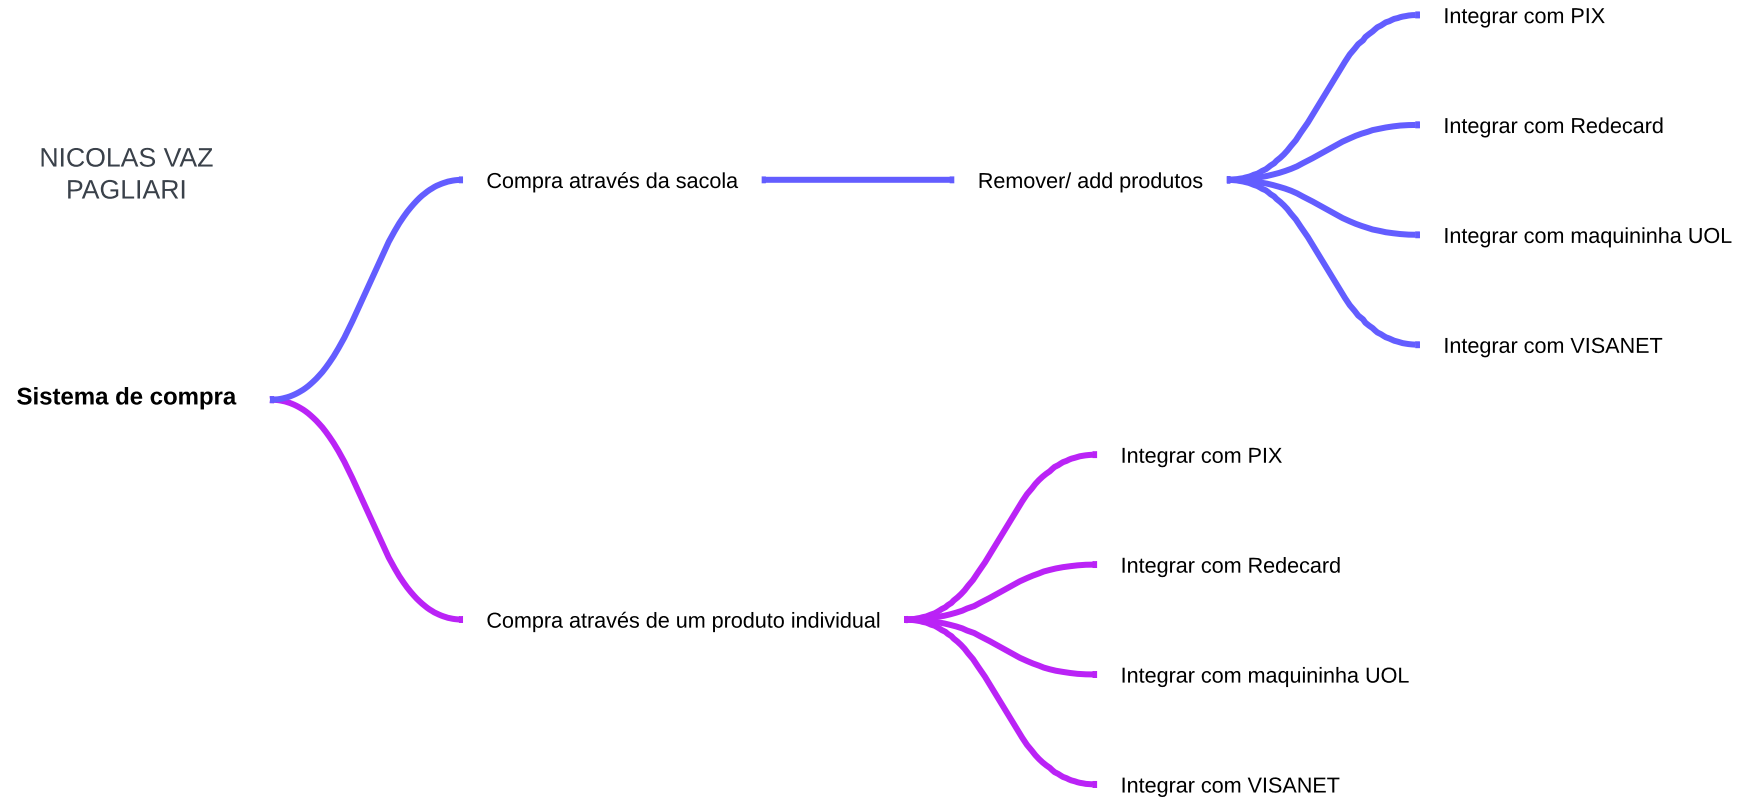 NICOLAS VAZ
PAGLIARI
Sistema de compra
Compra através da sacola
Remover/ add produtos
Integrar com PIX
Integrar com Redecard
Integrar com maquininha UOL
Integrar com VISANET
Compra através de um produto individual
Integrar com PIX
Integrar com Redecard
Integrar com maquininha UOL
Integrar com VISANET